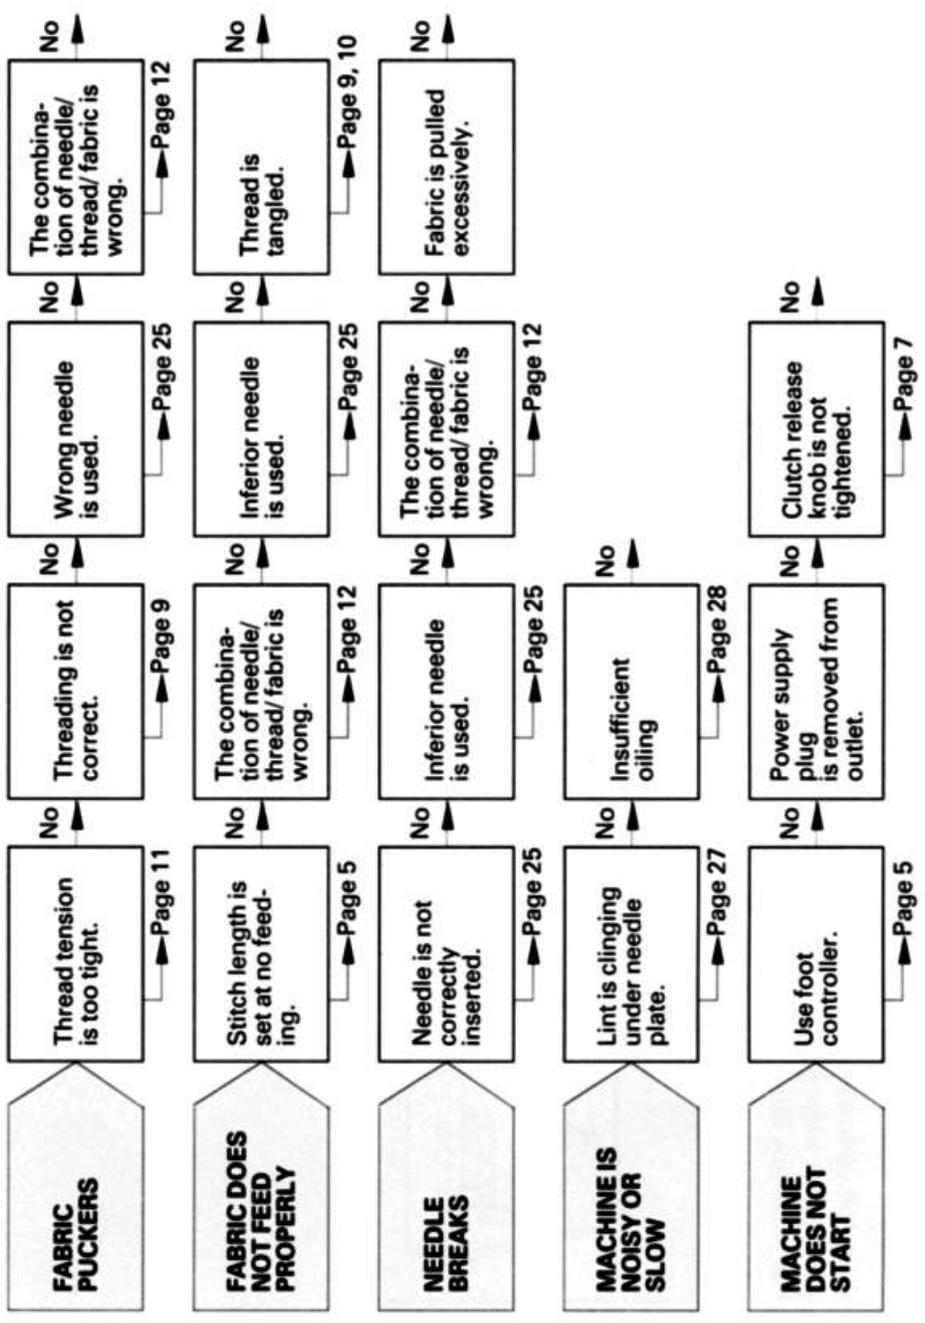 FABRIC
PUCKERS
Thread tension
is too tight.
Page 11
No
Threading is not
correct.
Page 9
No
Wrong needle
is used.
Page 25
No
The combina-
tion of needle/
thread/ fabric is
wrong.
Page 12
No
FABRIC DOES
NOT FEED
PROPERLY
Stitch length is
set at no feed-
ing.
Page 5
No
The combina-
tion of needle/
thread/ fabric is
wrong.
Page 12
No
Inferior needle
is used.
Page 25
No
Thread is
tangled.
Page 9, 10
No
NEEDLE
BREAKS
Needle is not
correctly
inserted.
Page 25
No
Inferior needle
is used.
Page 25
No
The combina-
tion of needle/
thread/ fabric is
wrong.
Page 12
No
Fabric is pulled
excessively.
No
MACHINE IS
NOISY OR
SLOW
Lint is clinging
under needle
plate.
Page 27
No
Insufficient
oiling
Page 28
No
MACHINE
DOES NOT
START
Use foot
controller.
Page 5
No
Power supply
plug
is removed from
outlet.
No
Clutch release
knob is not
tightened.
Page 7
No